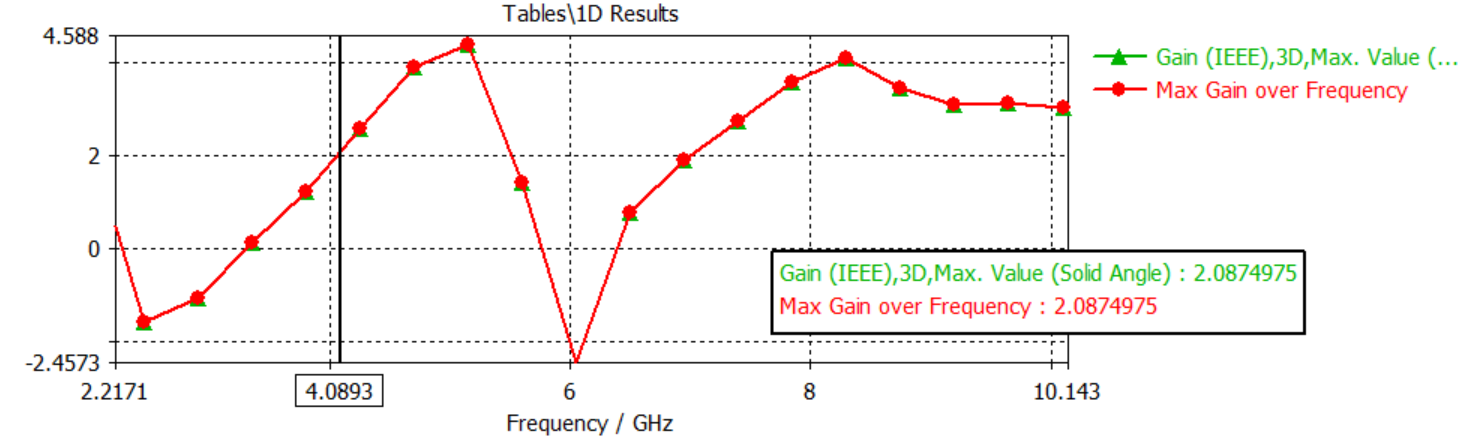 Tables\1D Results
4.588
2
0
-2.4573
2.2171
4.0893
6
8
10.143
Frequency / GHz
Gain (IEEE),3D,Max. Value (...
Max Gain over Frequency
Gain (IEEE),3D,Max. Value (Solid Angle) : 2.0874975
Max Gain over Frequency : 2.0874975